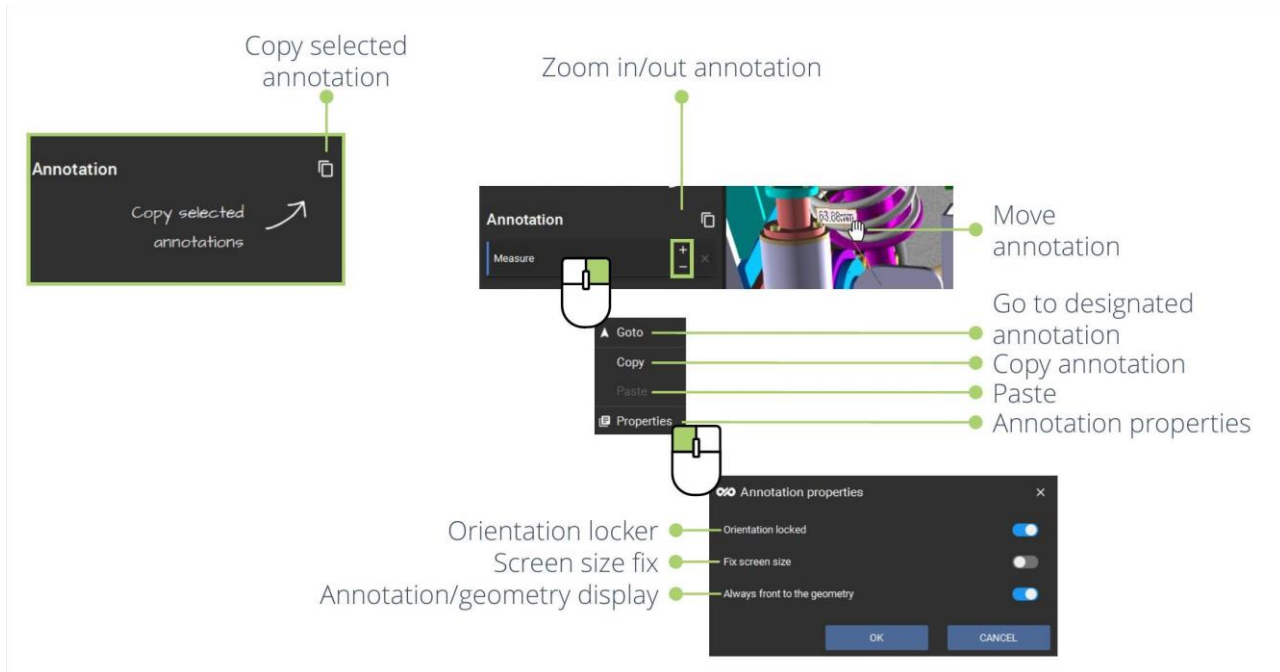 Copy selected
annotation
Zoom in/out annotation
Annotation
Copy selected
annotations
Annotation
Measure
+
−
63.88mm
Move
annotation
Go to designated
annotation
Copy annotation
Paste
Annotation properties
Goto
Copy
Paste
Properties
Annotation properties
Orientation locker
Screen size fix
Annotation/geometry display
Orientation locked
Fix screen size
Always front to the geometry
OK
CANCEL